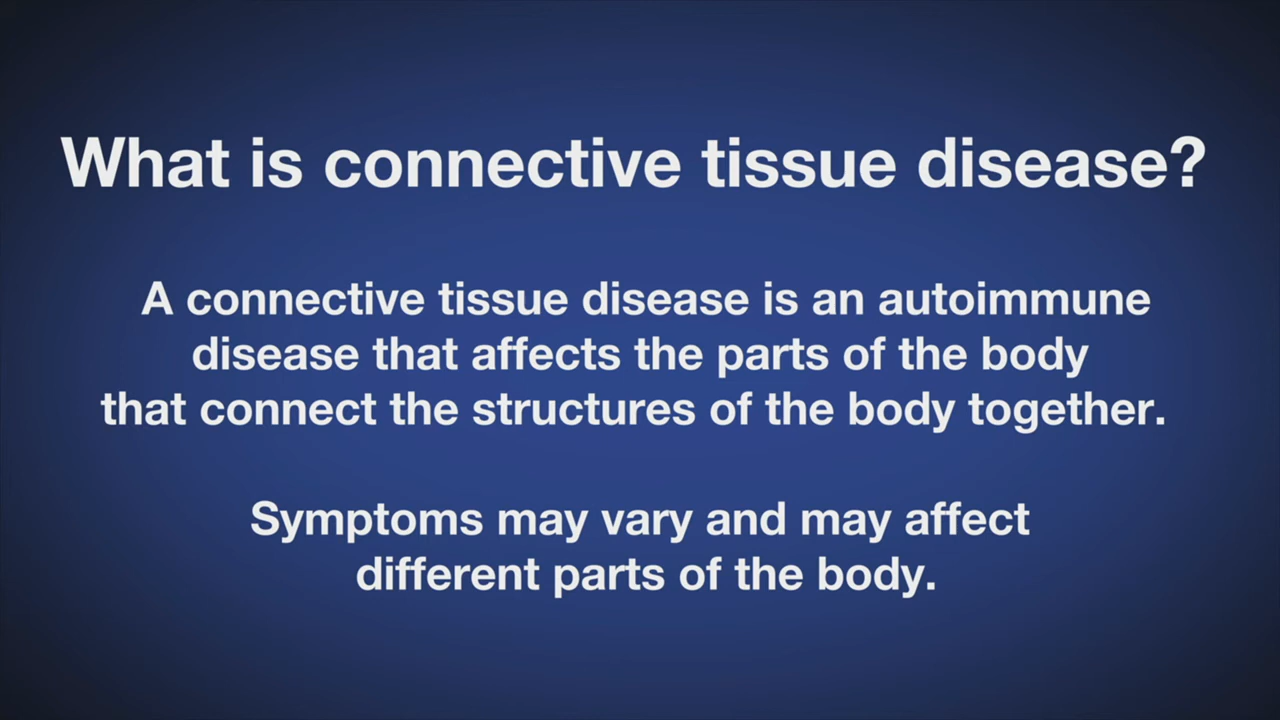 What is connective tissue disease?
A connective tissue disease is an autoimmune
disease that affects the parts of the body
that connect the structures of the body together.
Symptoms may vary and may affect
different parts of the body.